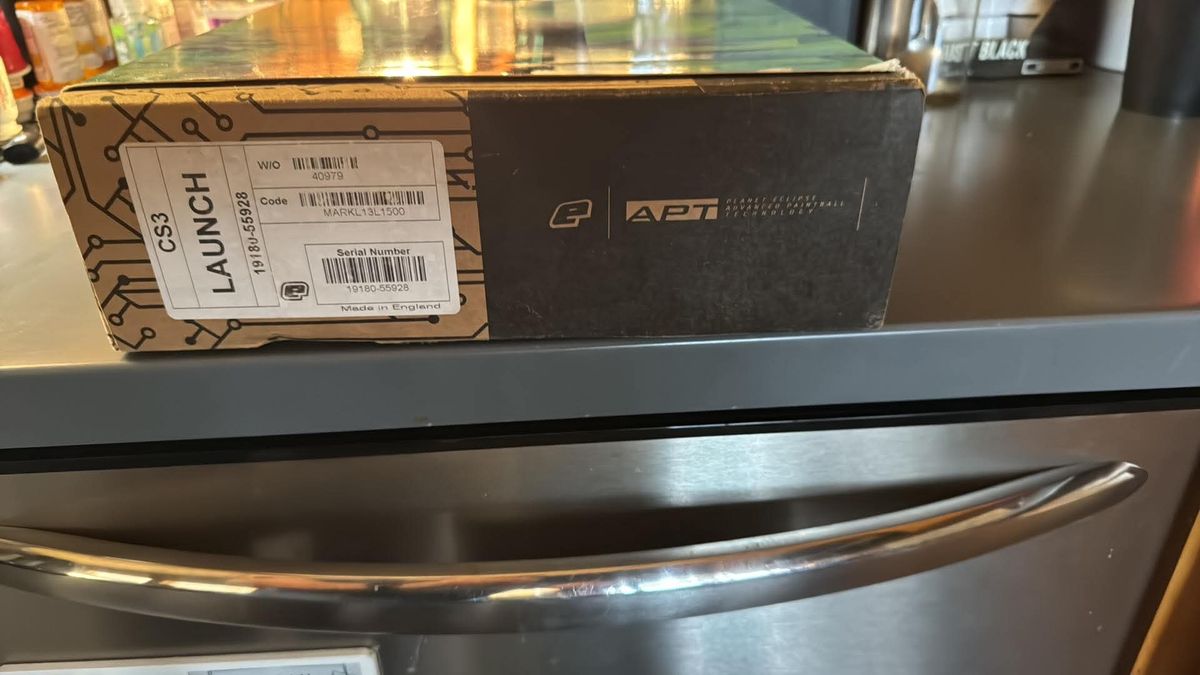 CS3
LAUNCH
19180-55928
W/O
40979
Code
MARKL13L1500
Serial Number
19180-55928
Made in England
e
APT
PLANET ECLIPSE
ADVANCED PAINTBALL
TECHNOLOGY
BLACK